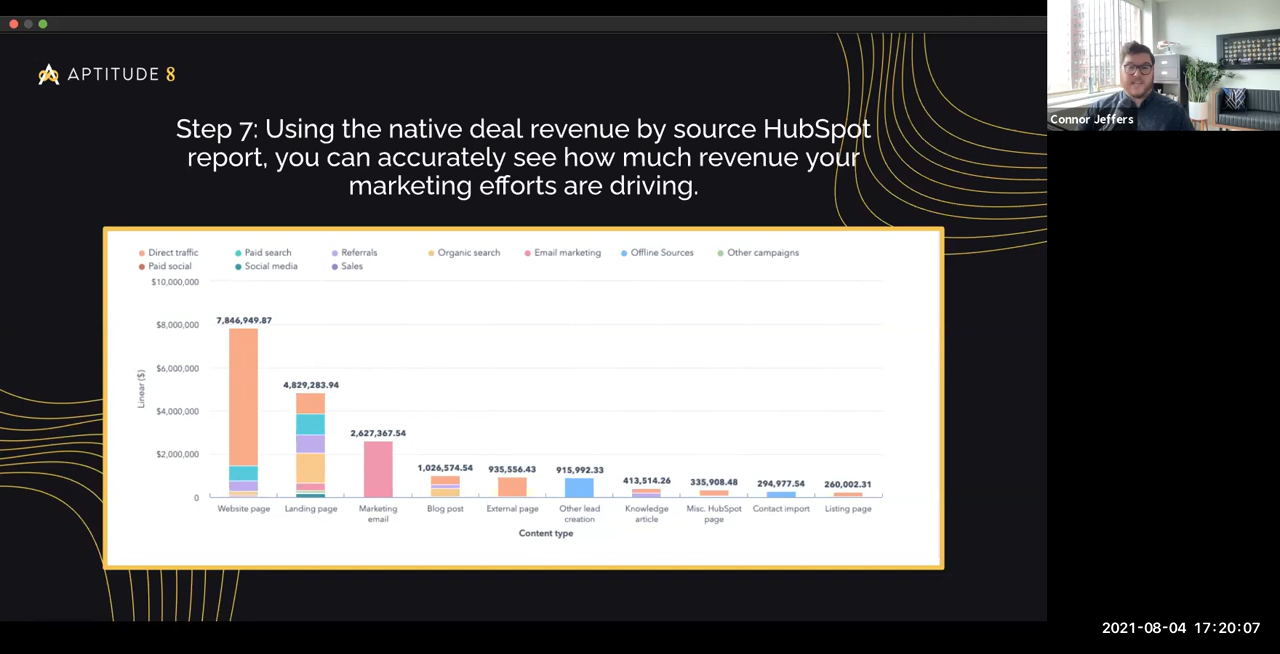 APTITUDE 8
Step 7: Using the native deal revenue by source HubSpot
report, you can accurately see how much revenue your
marketing efforts are driving.
Connor Jeffers
Direct traffic
Paid search
Referrals
Organic search
Email marketing
Offline Sources
Other campaigns
Paid social
Social media
Sales
$10,000,000
$8,000,000
$6,000,000
$4,000,000
$2,000,000
0
Linear ($)
7,846,949.87
4,829,283.94
2,627,367.54
1,026,574.54
935,556.43
915,992.33
413,514.26
335,908.48
294,977.54
260,002.31
Website page
Landing page
Marketing
email
Blog post
External page
Other lead
creation
Knowledge
article
Misc. HubSpot
page
Contact import
Listing page
Content type
2021-08-04 17:20:07